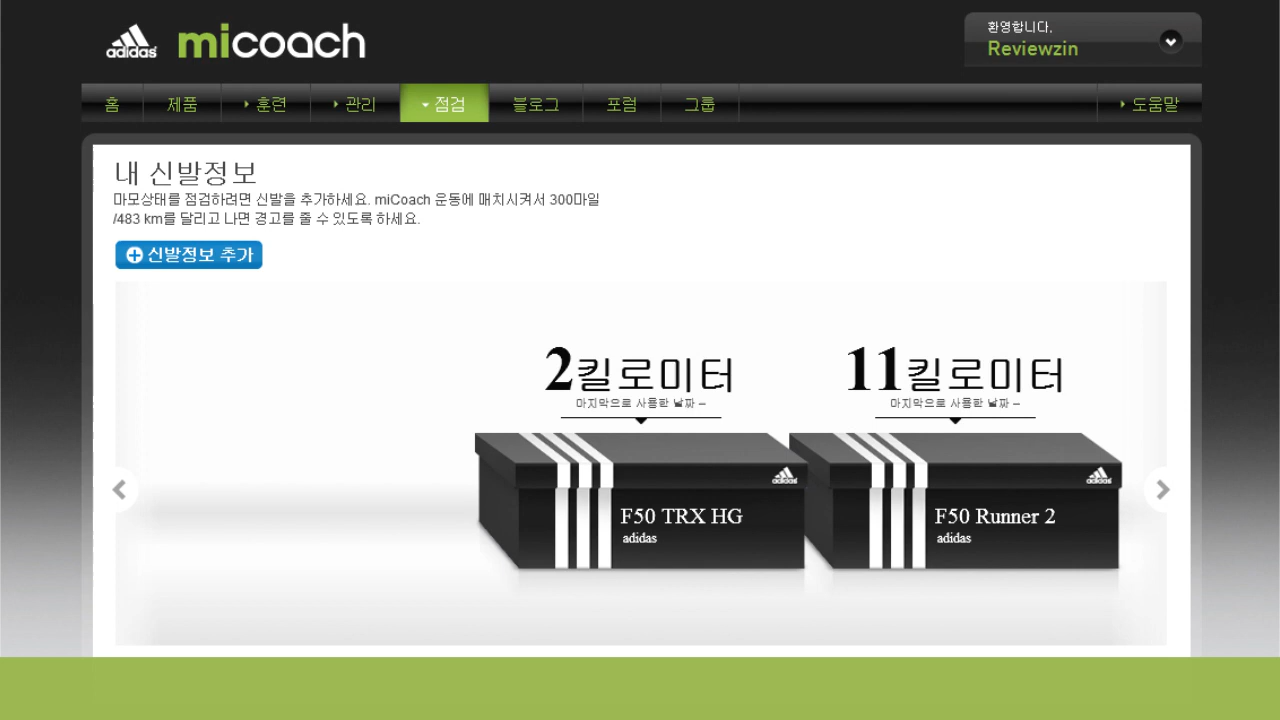 adidas micoach
환영합니다,
Reviewzin
홈 제품 훈련 관리 점검 블로그 포럼 그룹 도움말
내 신발정보
마모상태를 점검하려면 신발을 추가하세요. miCoach 운동에 매치시켜서 300마일
/483 km를 달리고 나면 경고를 줄 수 있도록 하세요.
신발정보 추가
2킬로미터 11킬로미터
마지막으로 사용한 날짜 – 마지막으로 사용한 날짜 –
adidas adidas
F50 TRX HG F50 Runner 2
adidas adidas